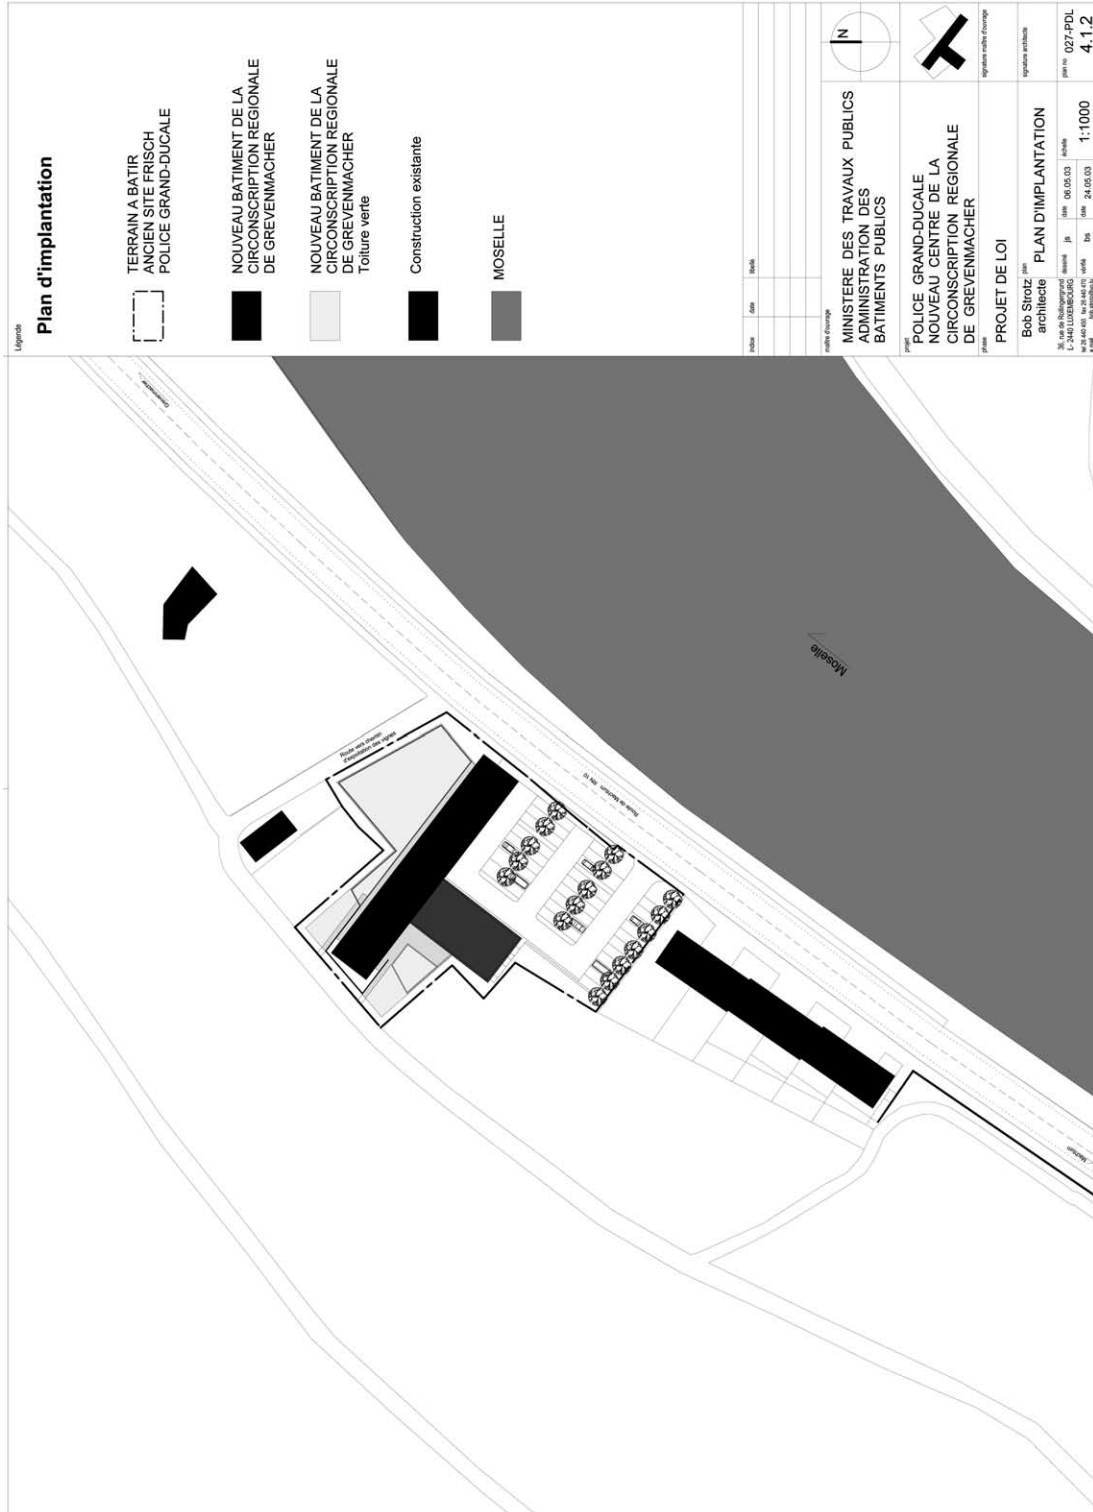 Légende
Plan d'implantation
TERRAIN A BATIR
ANCIEN SITE FRISCH
POLICE GRAND-DUCALE
NOUVEAU BATIMENT DE LA
CIRCONSCRIPTION REGIONALE
DE GREVENMACHER
NOUVEAU BATIMENT DE LA
CIRCONSCRIPTION REGIONALE
DE GREVENMACHER
Toiture verte
Construction existante
MOSELLE
indice date libellé
maître d'ouvrage
MINISTERE DES TRAVAUX PUBLICS
ADMINISTRATION DES
BATIMENTS PUBLICS
N
projet
POLICE GRAND-DUCALE
NOUVEAU CENTRE DE LA
CIRCONSCRIPTION REGIONALE
DE GREVENMACHER
phase
PROJET DE LOI
signature maître d'ouvrage
Bob Strotz
architecte
plan
PLAN D'IMPLANTATION
signature architecte
36, rue de Rollingergrund
L- 2440 LUXEMBOURG
dessiné js date 06.05.03 échelle
vérifié bs date 24.05.03 1:1000
plan no 027-PDL
4.1.2
Grevenmacher
Route vers chemin
d'exploitation des vignes
Route de Machtum RN 10
Moselle
Machtum